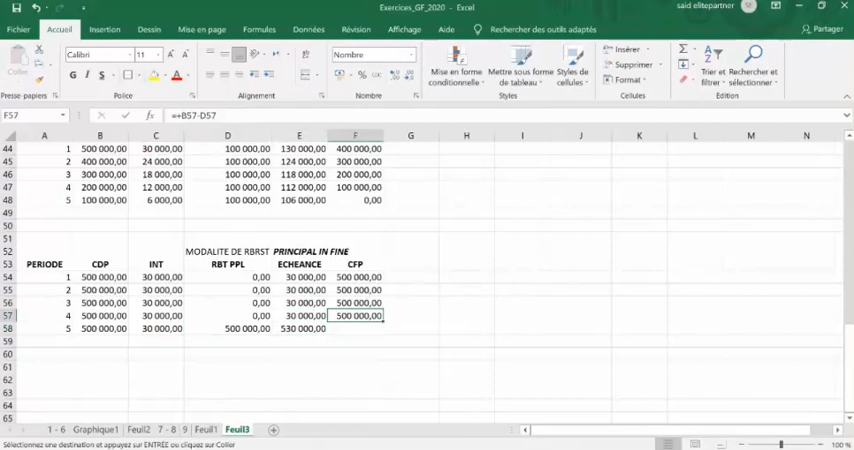 Exercices_GF_2020 - Excel
said elitepartner
Fichier Accueil Insertion Dessin Mise en page Formules Données Révision Affichage Aide Rechercher des outils adaptés Partager
Coller
Calibri 11
G I S
Nombre
Mise en forme conditionnelle
Mettre sous forme de tableau
Styles de cellules
Insérer
Supprimer
Format
Trier et filtrer
Rechercher et sélectionner
Presse-papiers Police Alignement Nombre Styles Cellules Edition
F57 =+B57-D57
A B C D E F G H I J K L M N
44 1 500 000,00 30 000,00 100 000,00 130 000,00 400 000,00
45 2 400 000,00 24 000,00 100 000,00 124 000,00 300 000,00
46 3 300 000,00 18 000,00 100 000,00 118 000,00 200 000,00
47 4 200 000,00 12 000,00 100 000,00 112 000,00 100 000,00
48 5 100 000,00 6 000,00 100 000,00 106 000,00 0,00
49
50
51
52 MODALITE DE RBRST PRINCIPAL IN FINE
53 PERIODE CDP INT RBT PPL ECHEANCE CFP
54 1 500 000,00 30 000,00 0,00 30 000,00 500 000,00
55 2 500 000,00 30 000,00 0,00 30 000,00 500 000,00
56 3 500 000,00 30 000,00 0,00 30 000,00 500 000,00
57 4 500 000,00 30 000,00 0,00 30 000,00 500 000,00
58 5 500 000,00 30 000,00 500 000,00 530 000,00
59
60
61
62
63
64
65
1 - 6 Graphique1 Feuil2 7 - 8 9 Feuil1 Feuil3
Sélectionnez une destination et appuyez sur ENTRÉE ou cliquez sur Coller
100 %